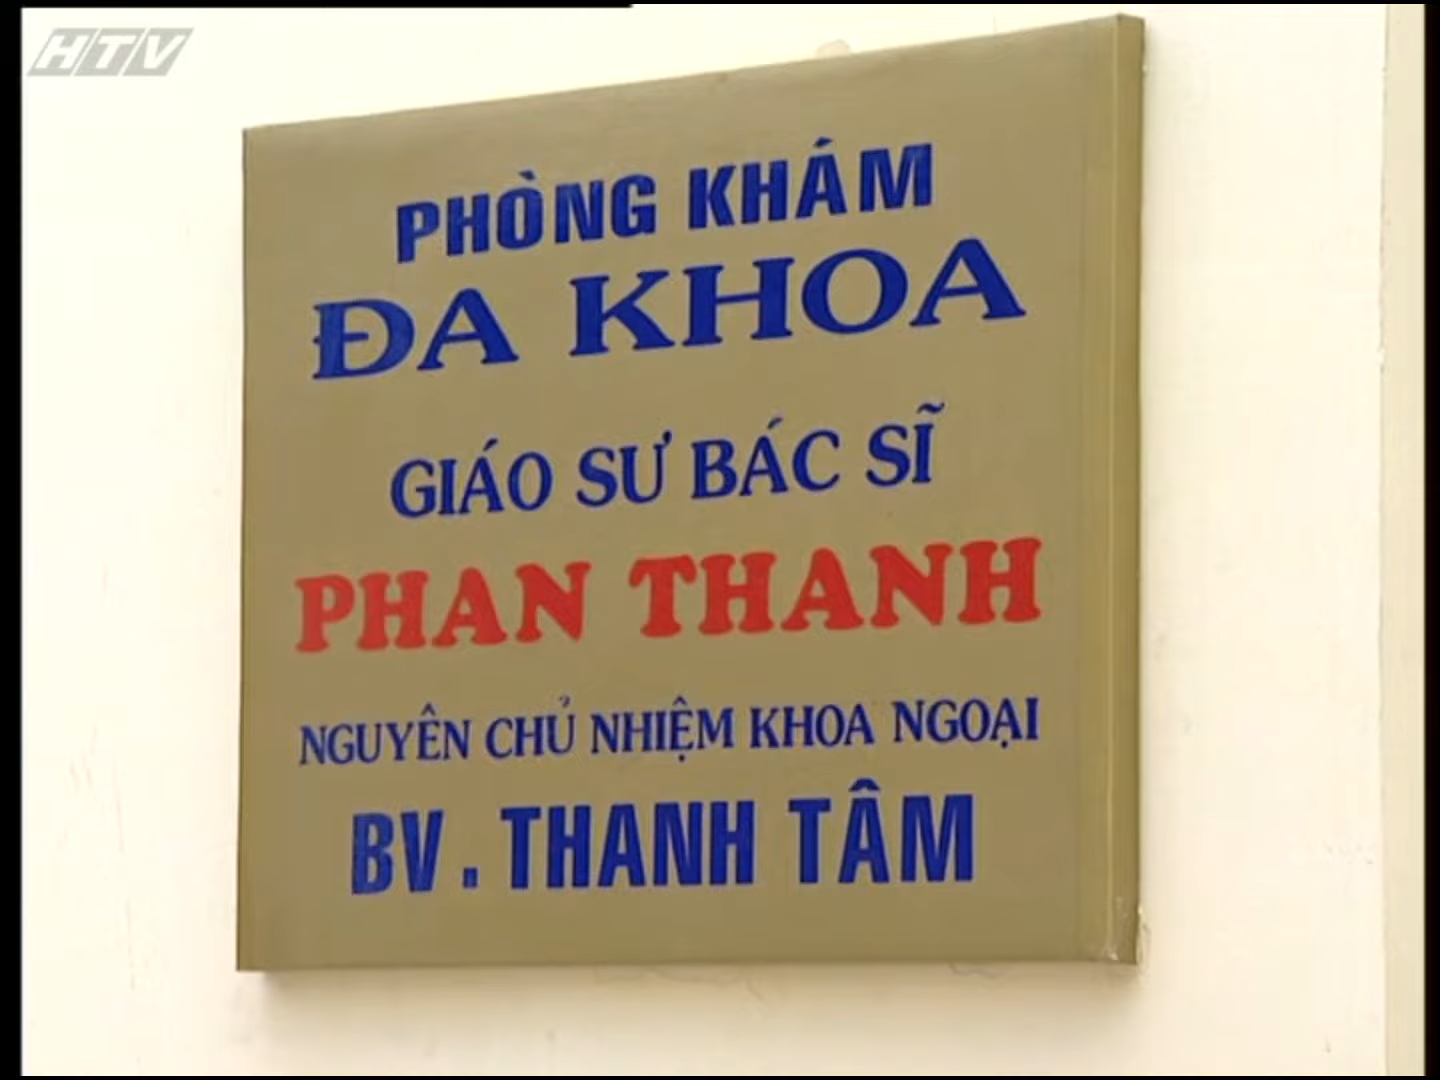 HTV
PHÒNG KHÁM
ĐA KHOA
GIÁO SƯ BÁC SĨ
PHAN THANH
NGUYÊN CHỦ NHIỆM KHOA NGOẠI
BV. THANH TÂM